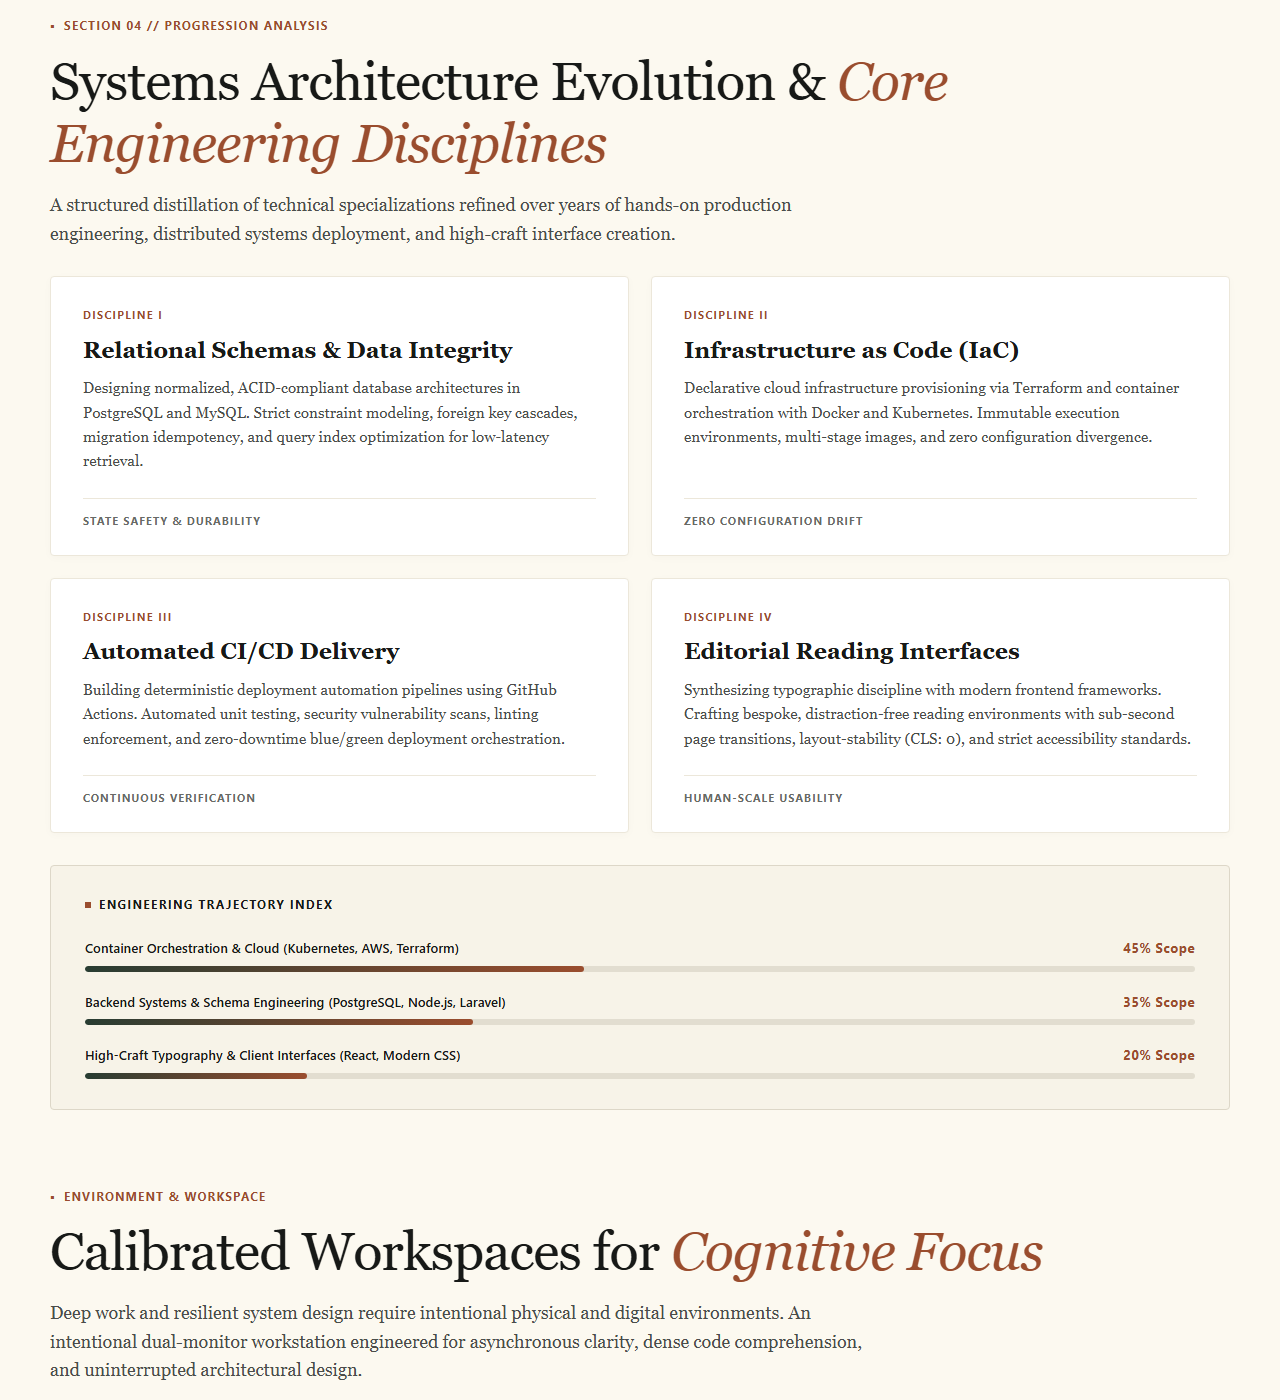 ▪ SECTION 04 // PROGRESSION ANALYSIS
Systems Architecture Evolution & Core
Engineering Disciplines
A structured distillation of technical specializations refined over years of hands-on production
engineering, distributed systems deployment, and high-craft interface creation.
DISCIPLINE I
Relational Schemas & Data Integrity
Designing normalized, ACID-compliant database architectures in
PostgreSQL and MySQL. Strict constraint modeling, foreign key cascades,
migration idempotency, and query index optimization for low-latency
retrieval.
STATE SAFETY & DURABILITY
DISCIPLINE II
Infrastructure as Code (IaC)
Declarative cloud infrastructure provisioning via Terraform and container
orchestration with Docker and Kubernetes. Immutable execution
environments, multi-stage images, and zero configuration divergence.
ZERO CONFIGURATION DRIFT
DISCIPLINE III
Automated CI/CD Delivery
Building deterministic deployment automation pipelines using GitHub
Actions. Automated unit testing, security vulnerability scans, linting
enforcement, and zero-downtime blue/green deployment orchestration.
CONTINUOUS VERIFICATION
DISCIPLINE IV
Editorial Reading Interfaces
Synthesizing typographic discipline with modern frontend frameworks.
Crafting bespoke, distraction-free reading environments with sub-second
page transitions, layout-stability (CLS: 0), and strict accessibility standards.
HUMAN-SCALE USABILITY
■ ENGINEERING TRAJECTORY INDEX
Container Orchestration & Cloud (Kubernetes, AWS, Terraform) 45% Scope
Backend Systems & Schema Engineering (PostgreSQL, Node.js, Laravel) 35% Scope
High-Craft Typography & Client Interfaces (React, Modern CSS) 20% Scope
▪ ENVIRONMENT & WORKSPACE
Calibrated Workspaces for Cognitive Focus
Deep work and resilient system design require intentional physical and digital environments. An
intentional dual-monitor workstation engineered for asynchronous clarity, dense code comprehension,
and uninterrupted architectural design.